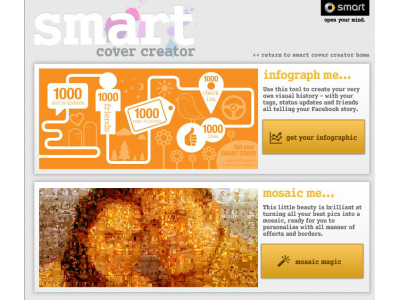 smart
cover creator
smart
open your mind.
<< return to smart cover creator home
infograph me...
Use this tool to create your very
own visual history - with your
tags, status updates and friends
all telling your Facebook story.
get your infographic
1000
status updates
1000
friends
1000
1000
check
ins
1000
likes
Get your
SMART COVER
mosaic me...
This little beauty is brilliant at
turning all your best pics into a
mosaic, ready for you to
personalise with all manner of
effects and borders.
mosaic magic